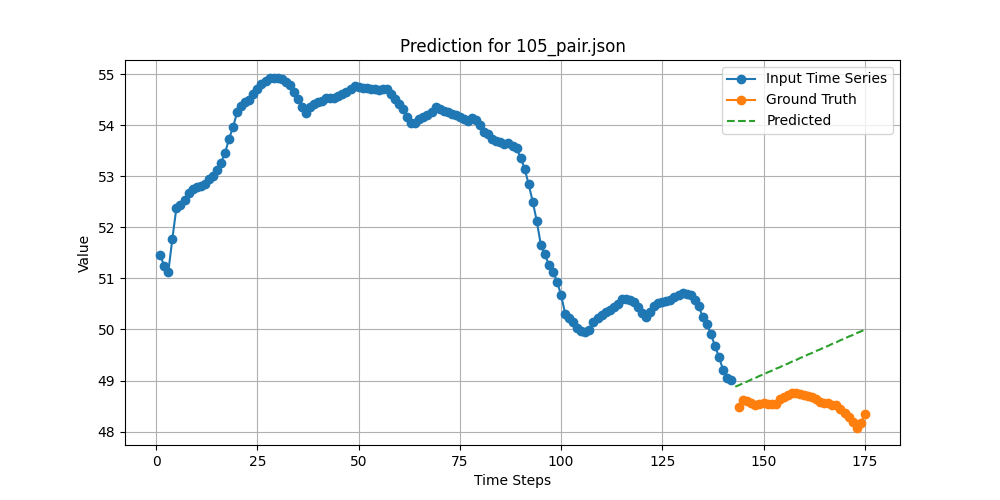 Prediction for 105_pair.json
Input Time Series
Ground Truth
Predicted
55
54
53
52
51
50
49
48
Value
0 25 50 75 100 125 150 175
Time Steps